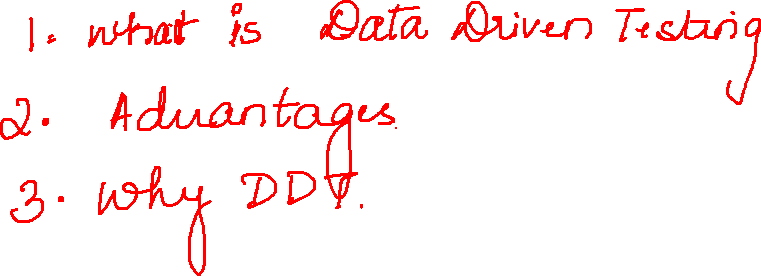 1. What is Data Driven Testing
2. Advantages.
3. Why DDT.